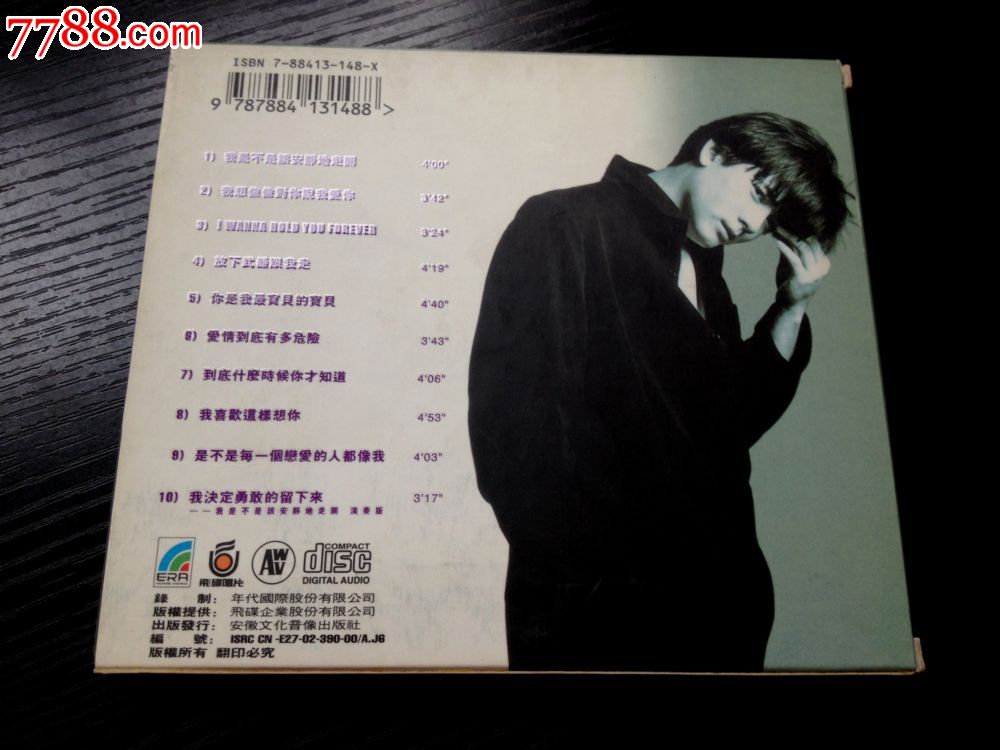 7788.com
ISBN 7-88413-148-X
9 787884 131488 >
1) 我是不是該安靜地走開 4'00"
2) 我想偷偷對你說我愛你 3'42"
3) I WANNA HOLD YOU FOREVER 3'24"
4) 放下武器跟我走 4'19"
5) 你是我最寶貝的寶貝 4'40"
6) 愛情到底有多危險 3'43"
7) 到底什麼時候你才知道 4'06"
8) 我喜歡這樣想你 4'53"
9) 是不是每一個戀愛的人都像我 4'03"
10) 我決定勇敢的留下來 3'17"
——我是不是該安靜地走開 演奏版
ERA 飛碟唱片 AWV COMPACT disc DIGITAL AUDIO
錄 制： 年代國際股份有限公司
版權提供： 飛碟企業股份有限公司
出版發行： 安徽文化音像出版社
編 號： ISRC CN -E27-02-390-00/A.J6
版權所有 翻印必究